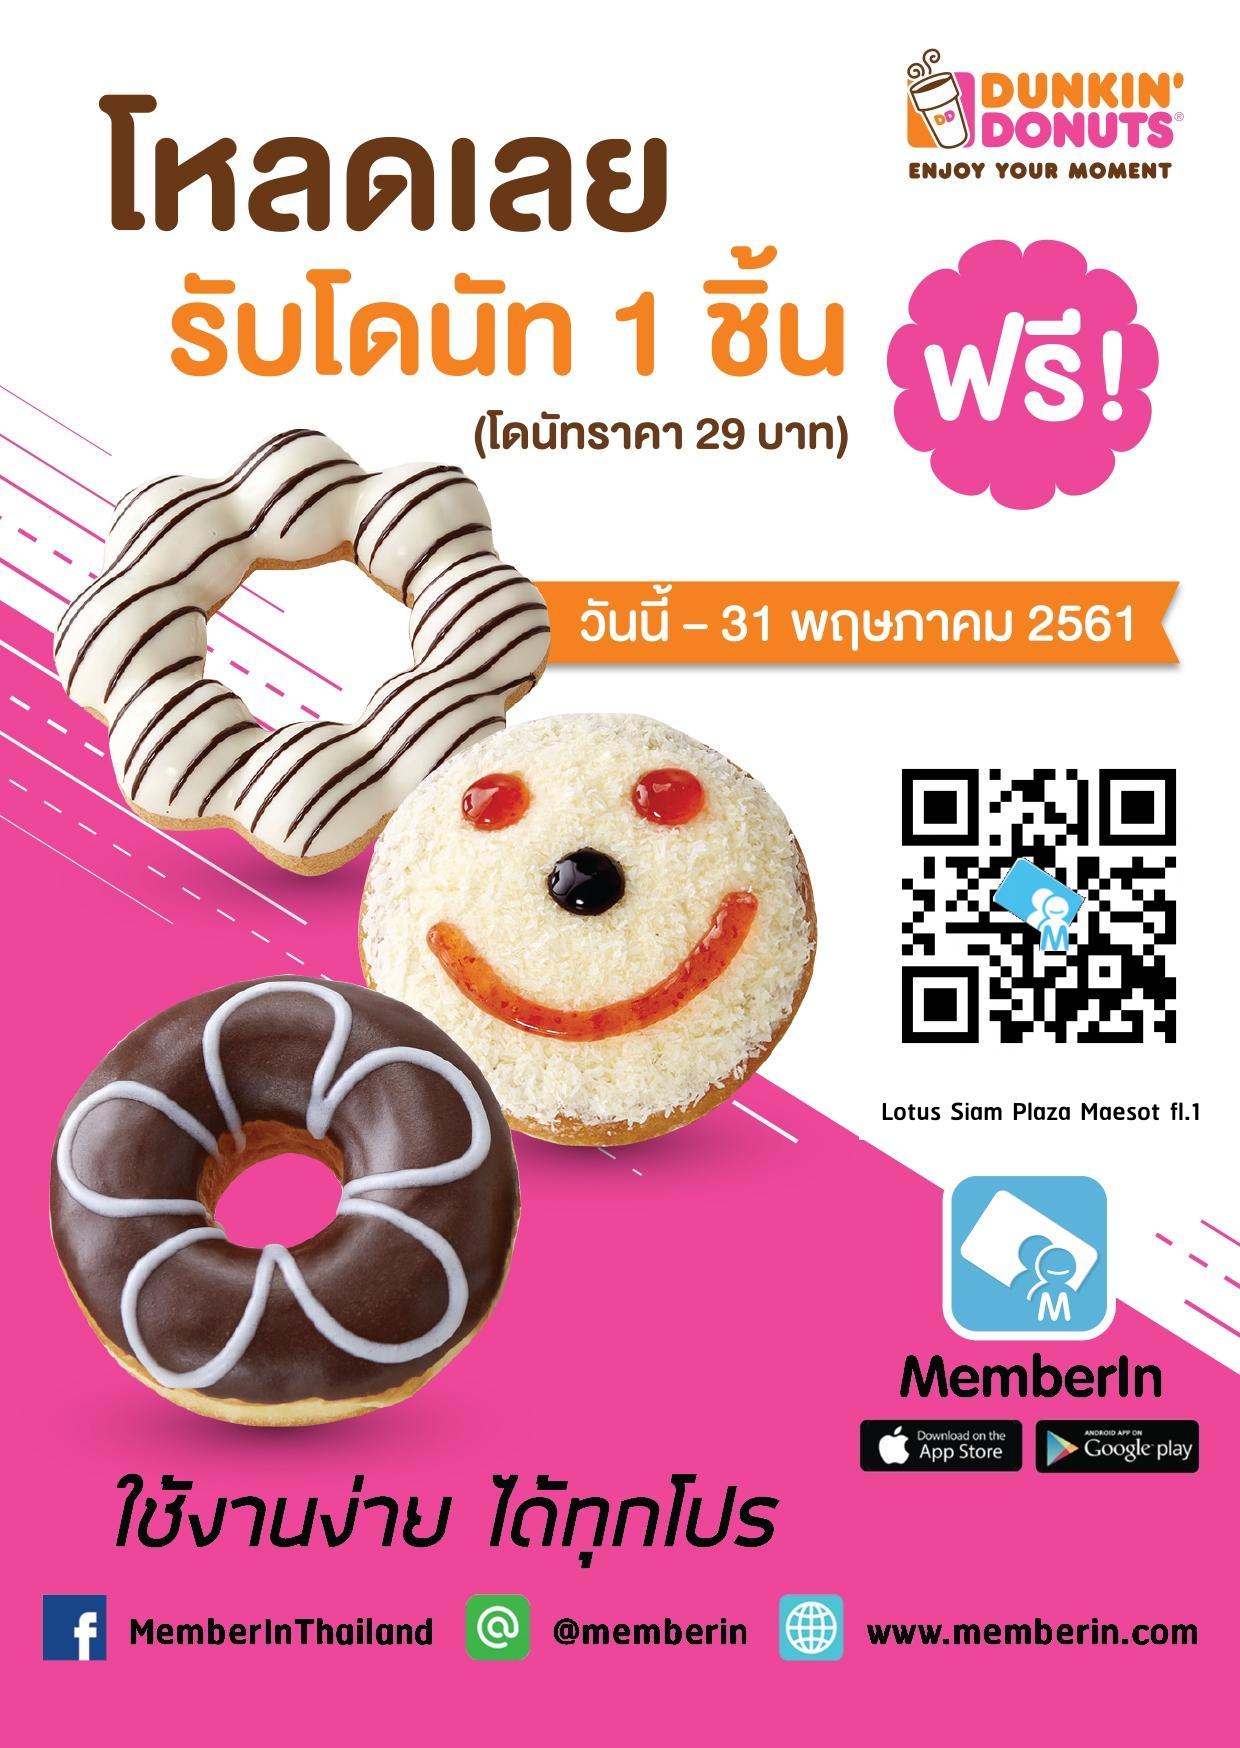 DUNKIN'
DONUTS®
ENJOY YOUR MOMENT
DD
โหลดเลย
รับโดนัท 1 ชิ้น
ฟรี!
(โดนัทราคา 29 บาท)
วันนี้ – 31 พฤษภาคม 2561
M
Lotus Siam Plaza Maesot fl.1
M
MemberIn
Download on the
App Store
ANDROID APP ON
Google play
ใช้งานง่าย ได้ทุกโปร
MemberInThailand
@memberin
www.memberin.com